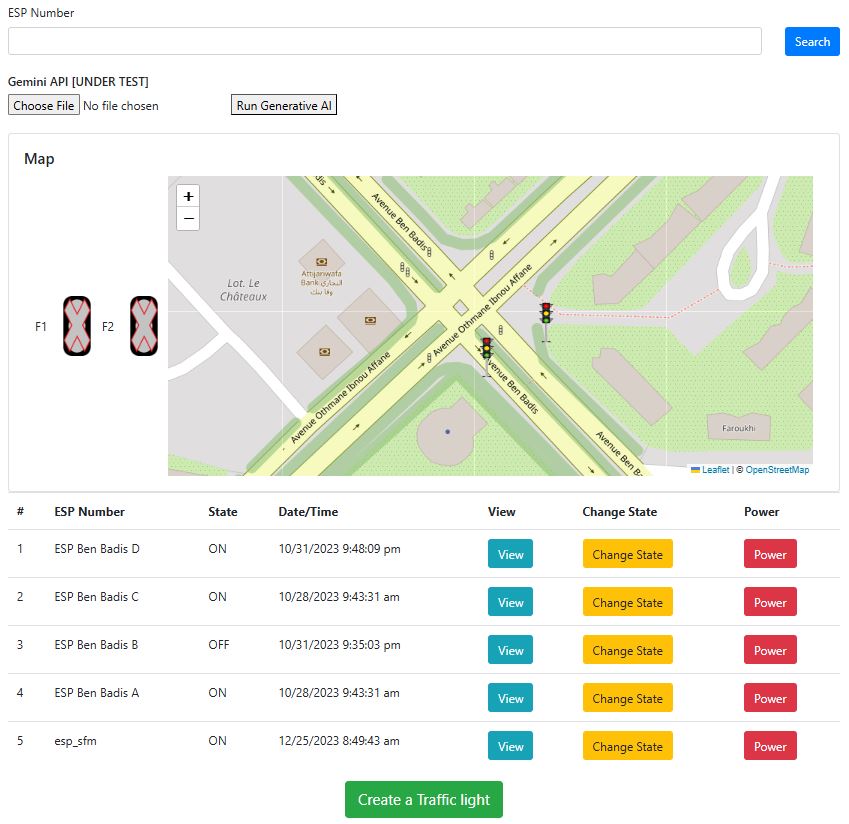 ESP Number
Search
Gemini API [UNDER TEST]
Choose File No file chosen Run Generative AI
Map
+
−
F1
F2
dis
Avenue Ben Badis
Attijariwafa
Bank التجاري
وفا بنك
Lot. Le
Châteaux
Avenue Othmane Ibnou Affane
Avenue Othmane Ibnou Affane
venue Ben Badis
Avenue Ben B
Faroukhi
Leaflet | © OpenStreetMap
# ESP Number State Date/Time View Change State Power
1 ESP Ben Badis D ON 10/31/2023 9:48:09 pm View Change State Power
2 ESP Ben Badis C ON 10/28/2023 9:43:31 am View Change State Power
3 ESP Ben Badis B OFF 10/31/2023 9:35:03 pm View Change State Power
4 ESP Ben Badis A ON 10/28/2023 9:43:31 am View Change State Power
5 esp_sfm ON 12/25/2023 8:49:43 am View Change State Power
Create a Traffic light